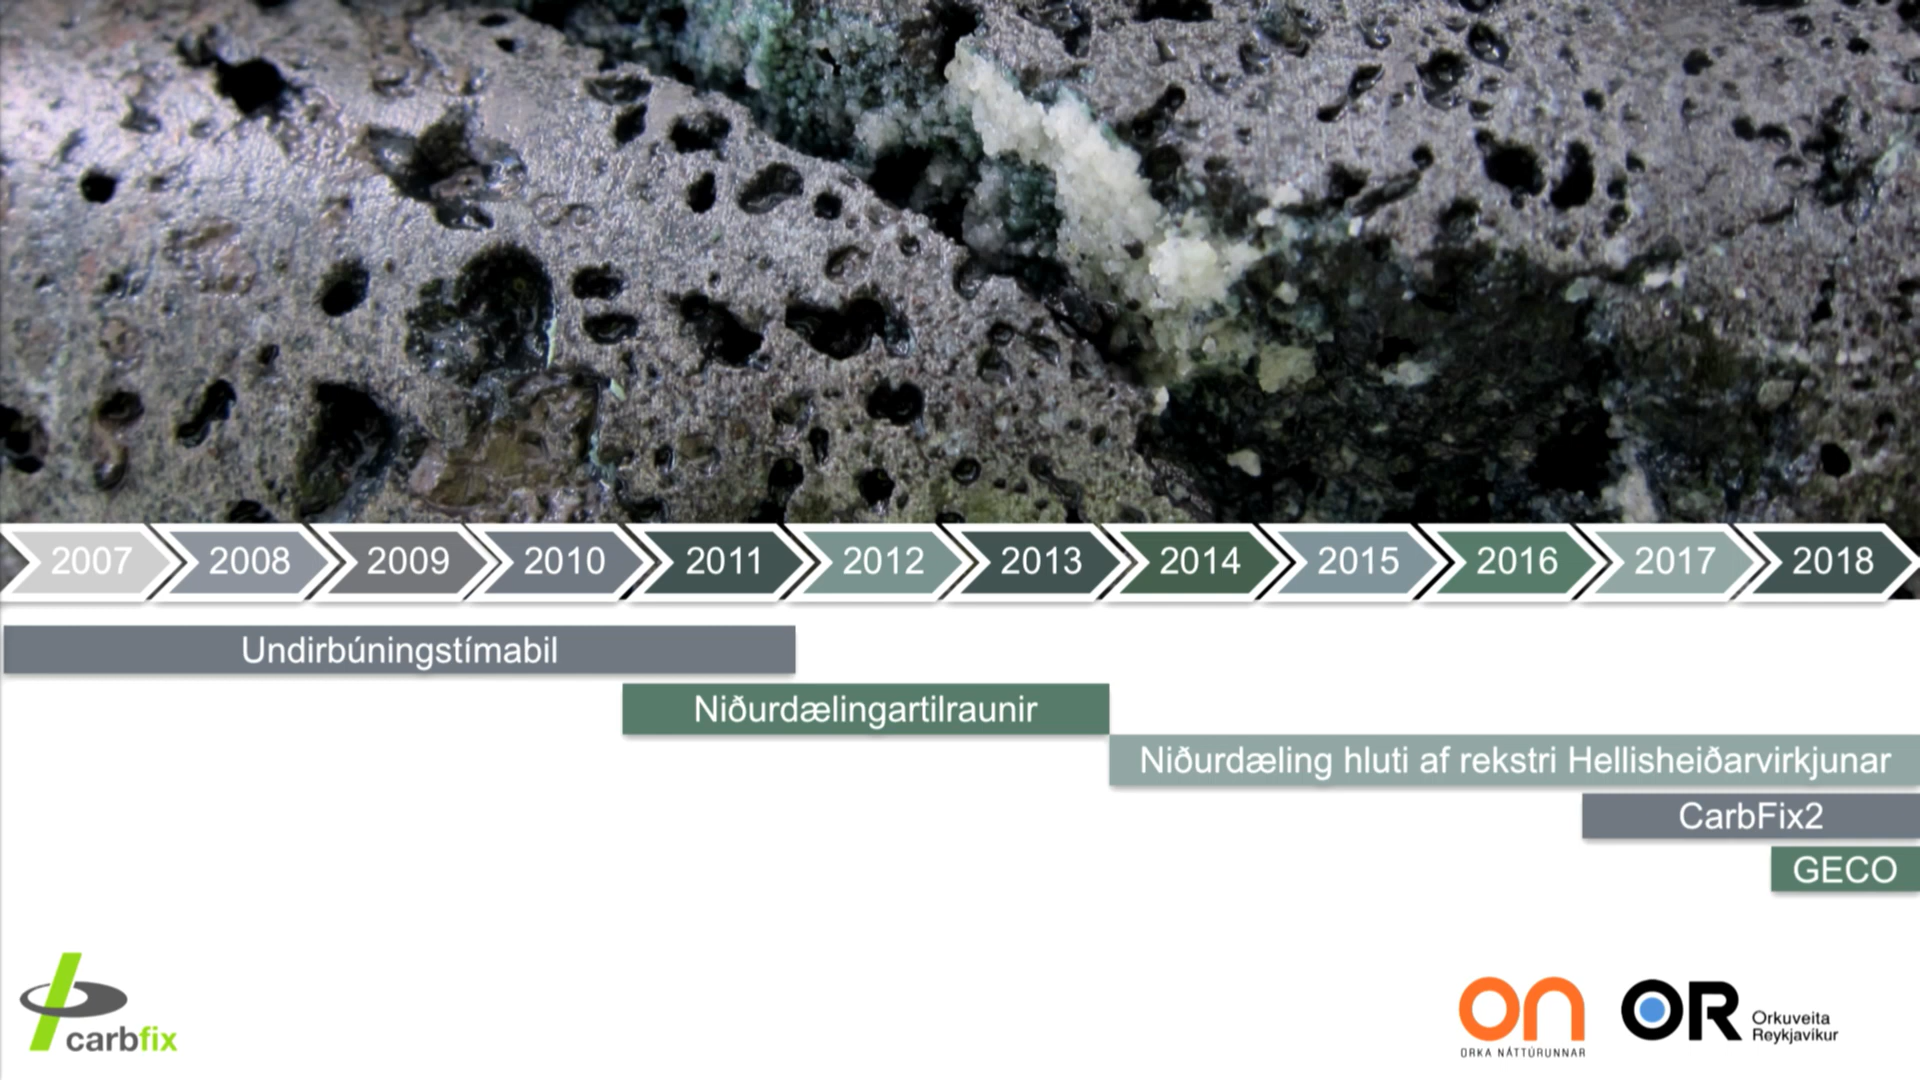 2007 2008 2009 2010 2011 2012 2013 2014 2015 2016 2017 2018
Undirbúningstímabil
Niðurdælingartilraunir
Niðurdæling hluti af rekstri Hellisheiðarvirkjunar
CarbFix2
GECO
carbfix
on
ORKA NÁTTÚRUNNAR
OR
Orkuveita
Reykjavíkur